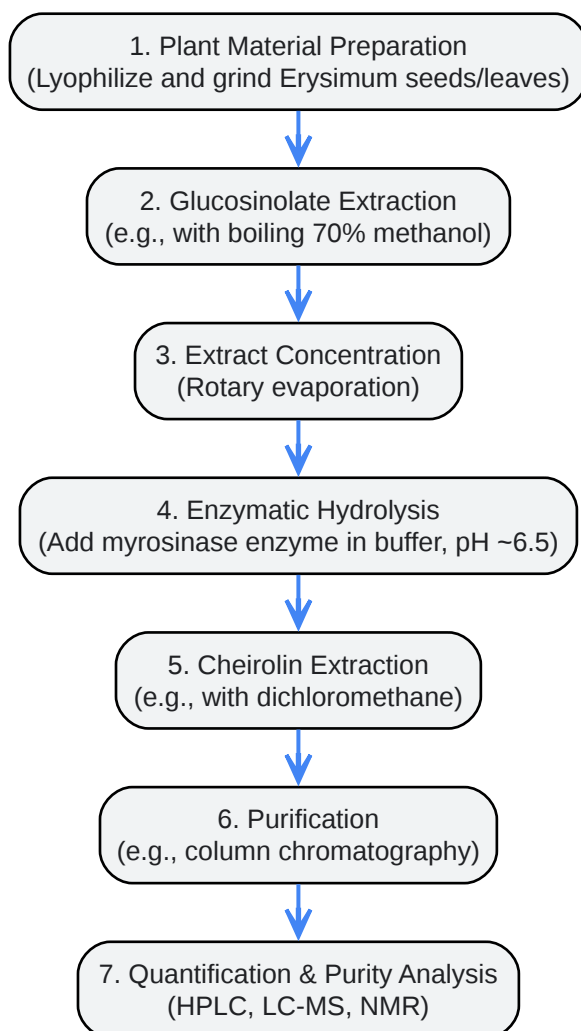 1. Plant Material Preparation
(Lyophilize and grind Erysimum seeds/leaves)
2. Glucosinolate Extraction
(e.g., with boiling 70% methanol)
3. Extract Concentration
(Rotary evaporation)
4. Enzymatic Hydrolysis
(Add myrosinase enzyme in buffer, pH ~6.5)
5. Cheirolin Extraction
(e.g., with dichloromethane)
6. Purification
(e.g., column chromatography)
7. Quantification & Purity Analysis
(HPLC, LC-MS, NMR)